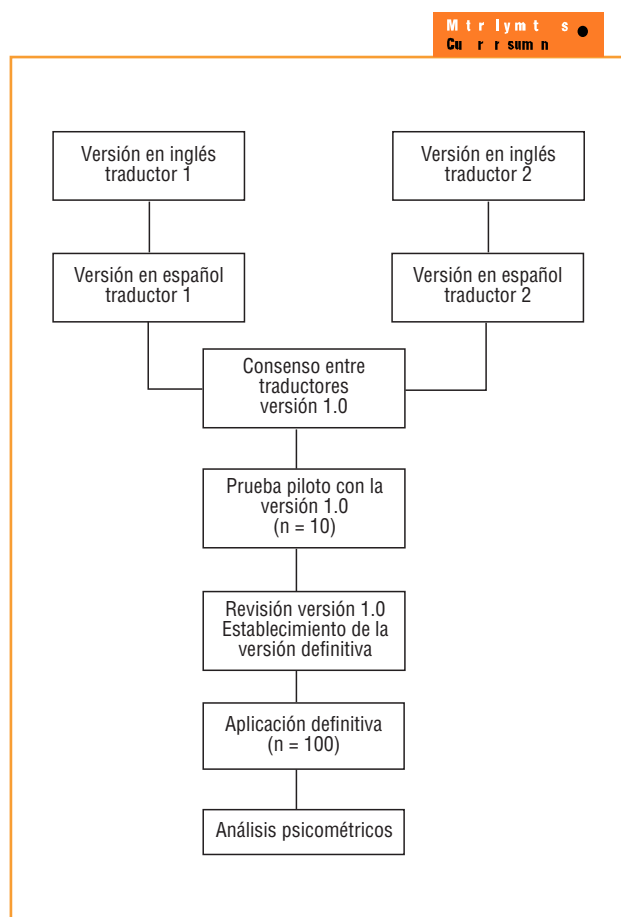 Versión en inglés
traductor 1
Versión en inglés
traductor 2
Versión en español
traductor 1
Versión en español
traductor 2
Consenso entre
traductores
versión 1.0
Prueba piloto con la
versión 1.0
(n = 10)
Revisión versión 1.0
Establecimiento de la
versión definitiva
Aplicación definitiva
(n = 100)
Análisis psicométricos